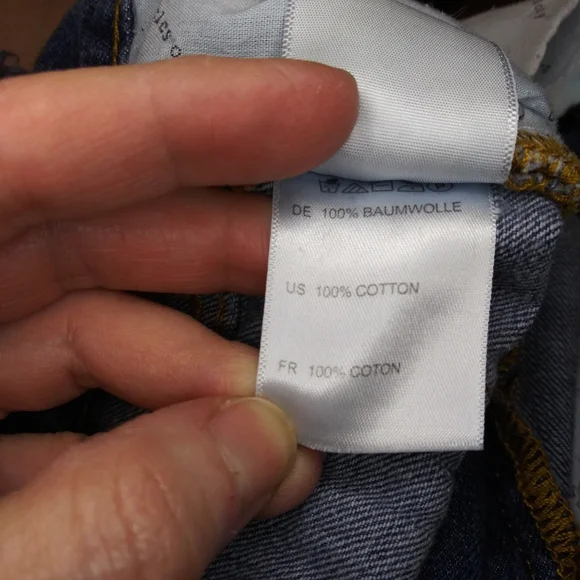 DE 100% BAUMWOLLE
US 100% COTTON
FR 100% COTON